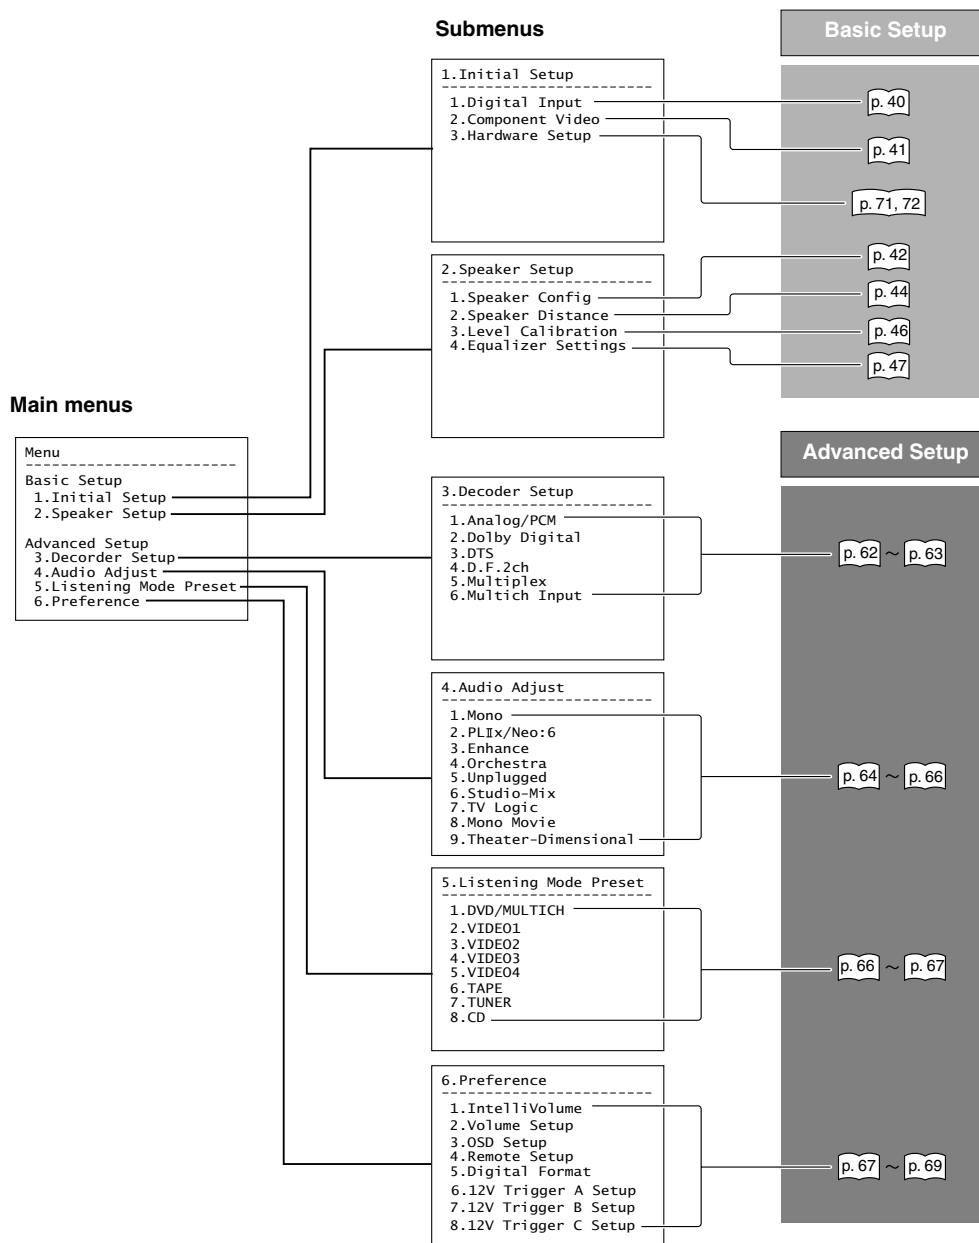 Submenus
Basic Setup
1.Initial Setup
1.Digital Input
p. 40
2.Component Video
p. 41
3.Hardware Setup
p. 71, 72
2.Speaker Setup
1.Speaker Config
p. 42
2.Speaker Distance
p. 44
3.Level Calibration
p. 46
4.Equalizer Settings
p. 47
Main menus
Menu
Basic Setup
1.Initial Setup
2.Speaker Setup
Advanced Setup
3.Decorder Setup
4.Audio Adjust
5.Listening Mode Preset
6.Preference
Advanced Setup
3.Decoder Setup
1.Analog/PCM
2.Dolby Digital
3.DTS
4.D.F.2ch
5.Multiplex
6.Multich Input
p. 62 ~ p. 63
4.Audio Adjust
1.Mono
2.PLⅡx/Neo:6
3.Enhance
4.Orchestra
5.Unplugged
6.Studio-Mix
7.TV Logic
8.Mono Movie
9.Theater-Dimensional
p. 64 ~ p. 66
5.Listening Mode Preset
1.DVD/MULTICH
2.VIDEO1
3.VIDEO2
4.VIDEO3
5.VIDEO4
6.TAPE
7.TUNER
8.CD
p. 66 ~ p. 67
6.Preference
1.IntelliVolume
2.Volume Setup
3.OSD Setup
4.Remote Setup
5.Digital Format
6.12V Trigger A Setup
7.12V Trigger B Setup
8.12V Trigger C Setup
p. 67 ~ p. 69